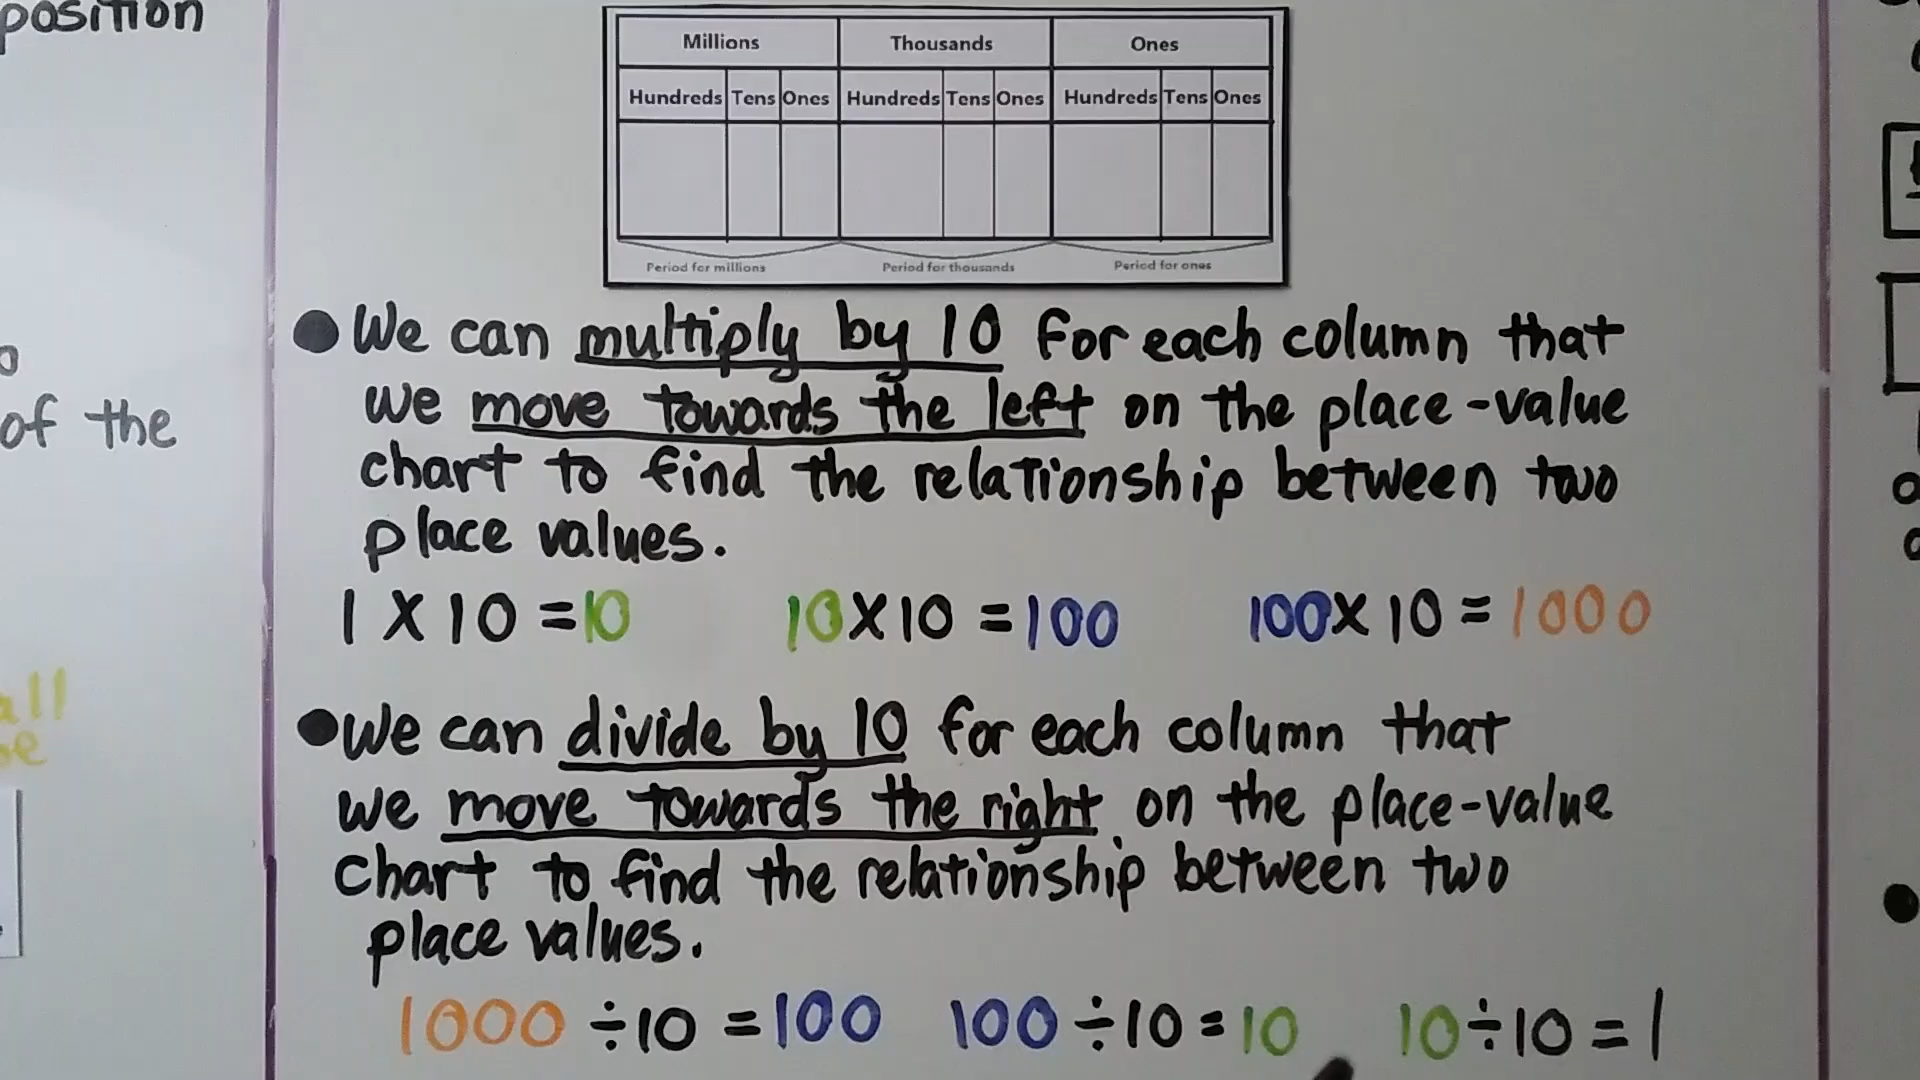 position
Millions Thousands Ones
Hundreds Tens Ones Hundreds Tens Ones Hundreds Tens Ones
Period for millions Period for thousands Period for ones
● We can multiply by 10 for each column that
we move towards the left on the place-value
chart to find the relationship between two
place values.
1 X 10 = 10 10 X 10 = 100 100 X 10 = 1000
● We can divide by 10 for each column that
we move towards the right on the place-value
chart to find the relationship between two
place values.
1000 ÷ 10 = 100 100 ÷ 10 = 10 10 ÷ 10 = 1
of the
all